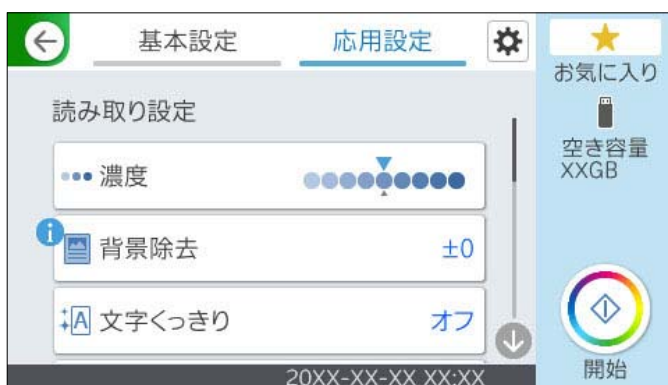 基本設定
応用設定
お気に入り
空き容量
XXGB
読み取り設定
濃度
i 背景除去 ±0
A 文字くっきり オフ
開始
20XX-XX-XX XX:XX